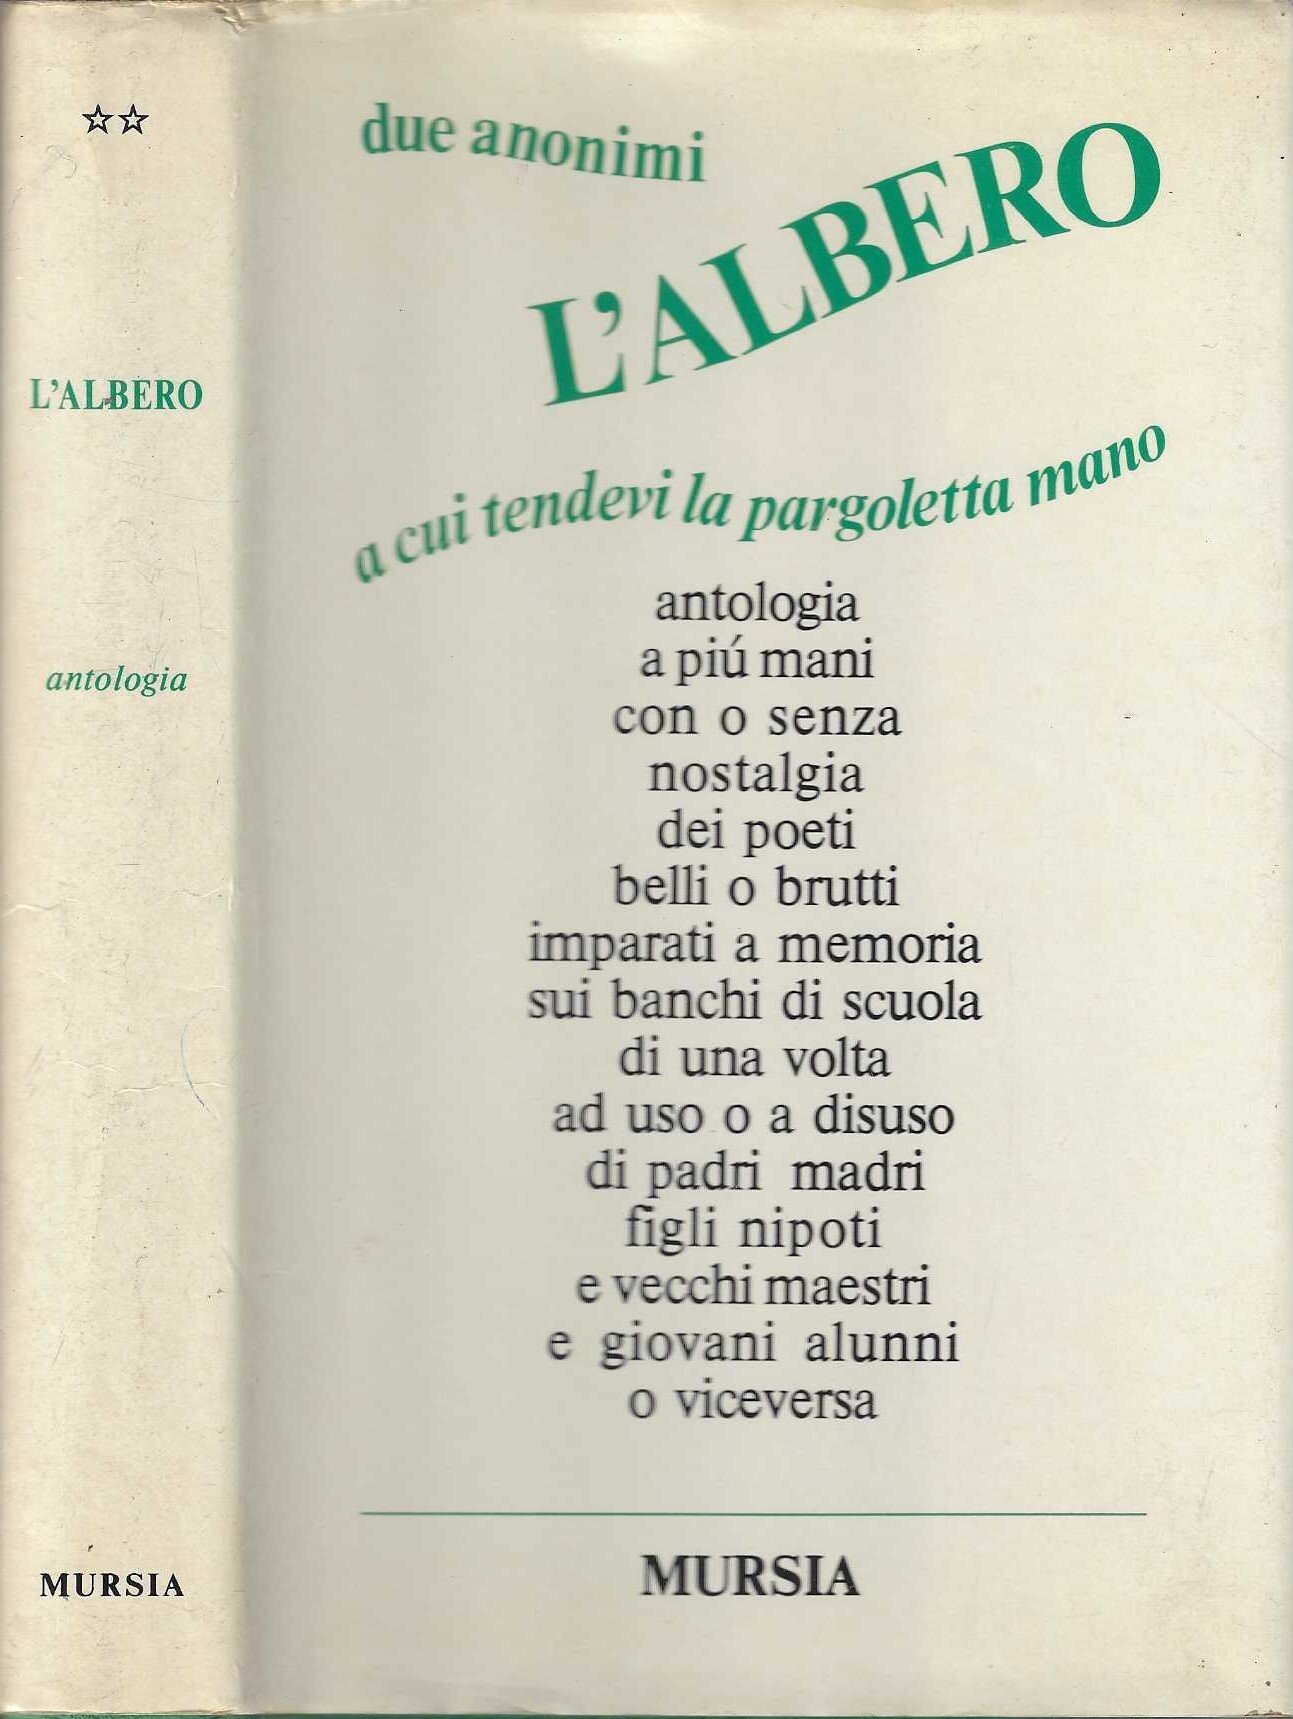 ☆☆
L'ALBERO
antologia
MURSIA
due anonimi
L'ALBERO
a cui tendevi la pargoletta mano
antologia
a piú mani
con o senza
nostalgia
dei poeti
belli o brutti
imparati a memoria
sui banchi di scuola
di una volta
ad uso o a disuso
di padri madri
figli nipoti
e vecchi maestri
e giovani alunni
o viceversa
MURSIA